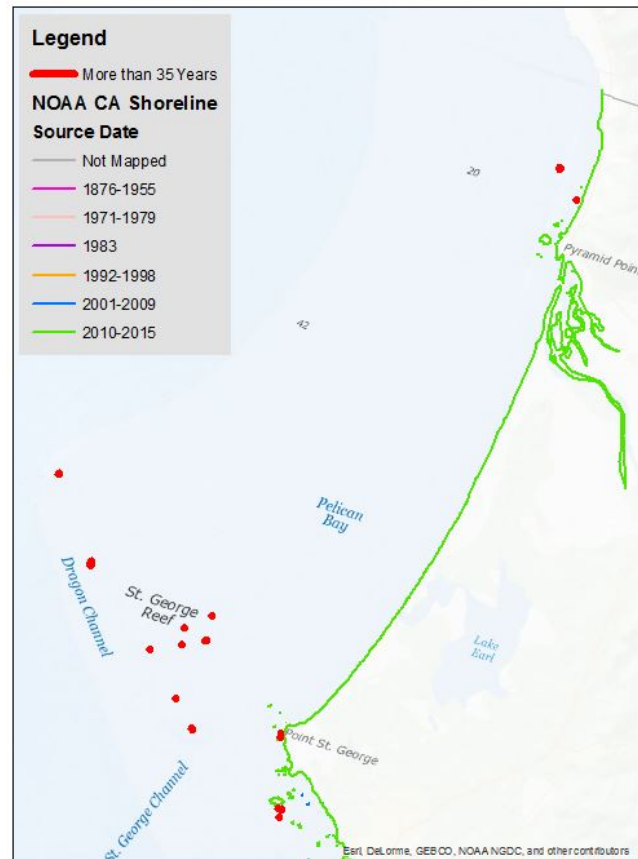 Legend
More than 35 Years
NOAA CA Shoreline
Source Date
Not Mapped
1876-1955
1971-1979
1983
1992-1998
2001-2009
2010-2015
20
Pyramid Point
42
Pelican
Bay
Dragon Channel
St. George
Reef
Lake
Earl
Point St. George
St. George Channel
Esri, DeLorme, GEBCO, NOAA NGDC, and other contributors